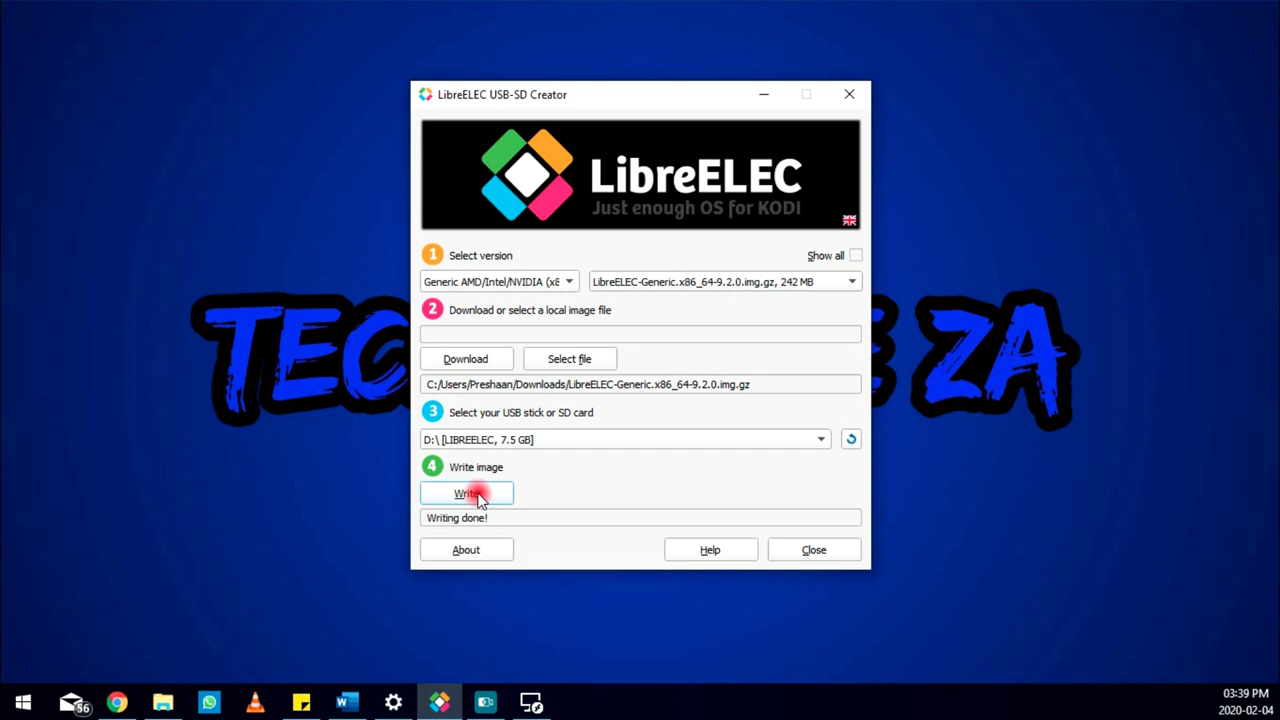 LibreELEC USB-SD Creator
LibreELEC
Just enough OS for KODI
1 Select version
Show all
Generic AMD/Intel/NVIDIA (x8
LibreELEC-Generic.x86_64-9.2.0.img.gz, 242 MB
2 Download or select a local image file
Download
Select file
C:/Users/Preshaan/Downloads/LibreELEC-Generic.x86_64-9.2.0.img.gz
3 Select your USB stick or SD card
D:\ [LIBREELEC, 7.5 GB]
4 Write image
Write
Writing done!
About
Help
Close
TEC
ZA
56
03:39 PM
2020-02-04